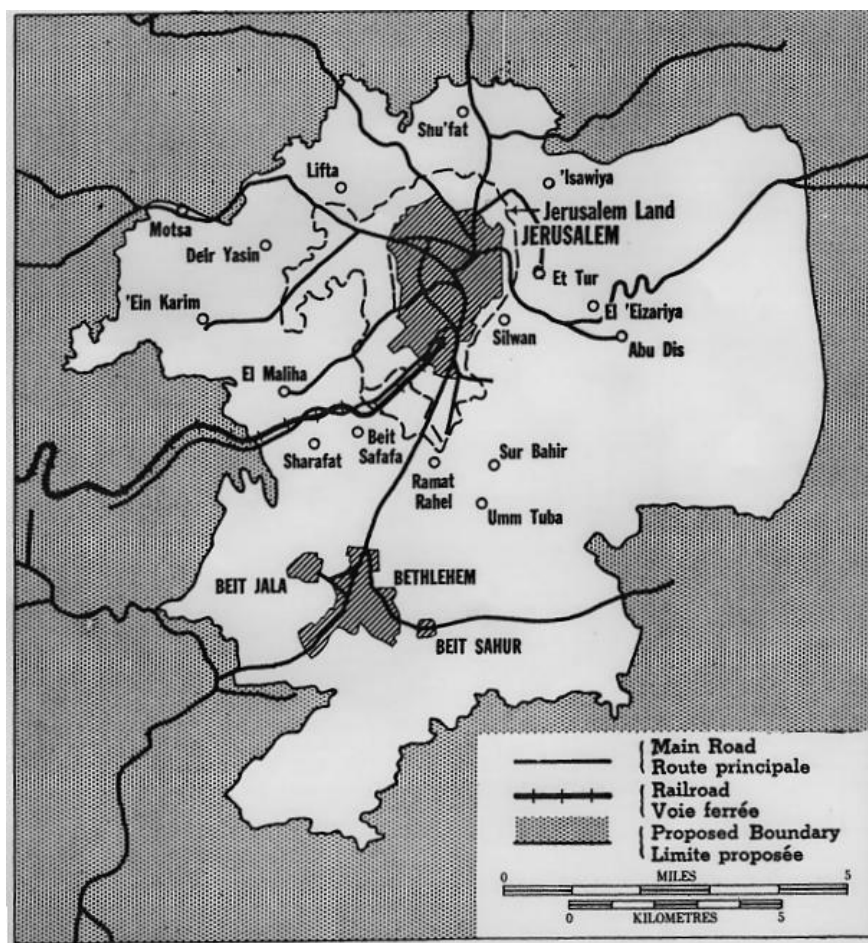 Shu'fat
Lifta
'Isawiya
Motsa
Jerusalem Land
JERUSALEM
Deir Yasin
Et Tur
'Ein Karim
El 'Eizariya
Silwan
Abu Dis
El Maliha
Beit
Safafa
Sharafat
Sur Bahir
Ramat
Rahel
Umm Tuba
BEIT JALA
BETHLEHEM
BEIT SAHUR
Main Road
Route principale
Railroad
Voie ferrée
Proposed Boundary
Limite proposée
0 5
MILES
0 5
KILOMETRES